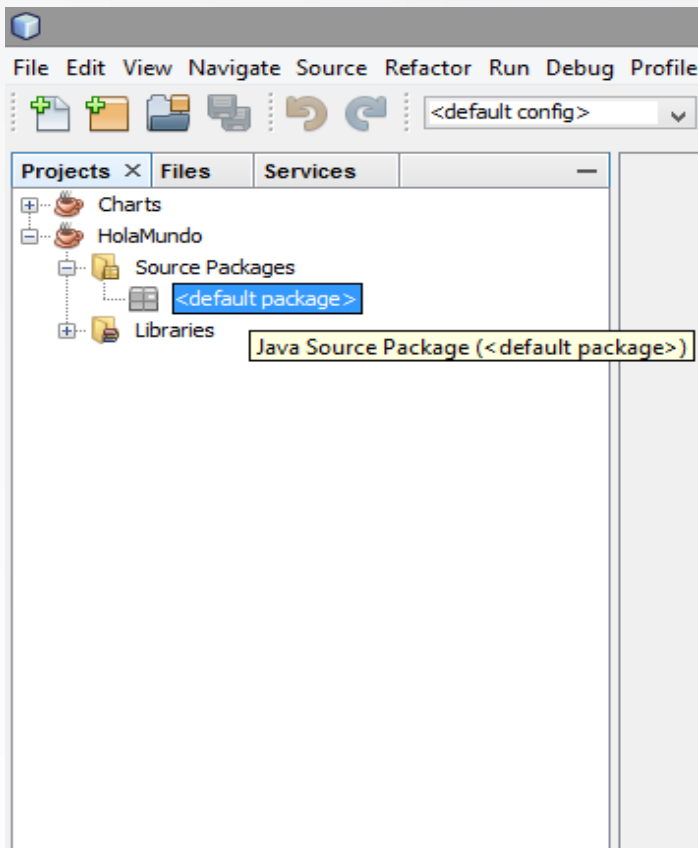 File Edit View Navigate Source Refactor Run Debug Profile
<default config>
Projects Files Services
Charts
HolaMundo
Source Packages
<default package>
Libraries
Java Source Package (<default package>)